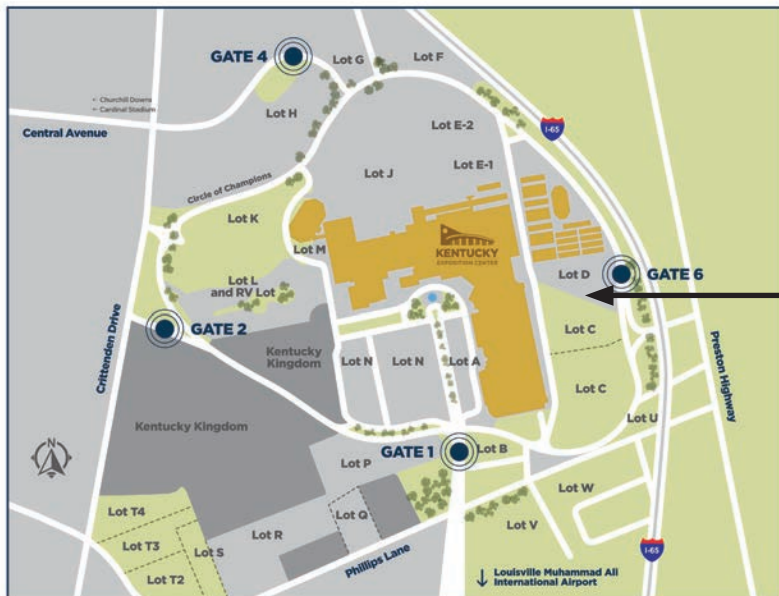 GATE 4
Lot G
Lot F
← Churchill Downs
← Cardinal Stadium
Central Avenue
Lot H
Lot E-2
I-65
Lot E-1
Circle of Champions
Lot J
Lot K
KENTUCKY
EXPOSITION CENTER
Lot M
Lot D
GATE 6
Lot L
and RV Lot
Crittenden Drive
GATE 2
Lot C
Preston Highway
Kentucky
Kingdom
Lot N
Lot N
Lot A
Lot C
Kentucky Kingdom
Lot U
N
GATE 1
Lot B
Lot P
Lot W
Lot T4
Lot Q
Lot V
Lot T3
Lot S
Lot R
Phillips Lane
I-65
Lot T2
↓ Louisville Muhammad Ali
International Airport